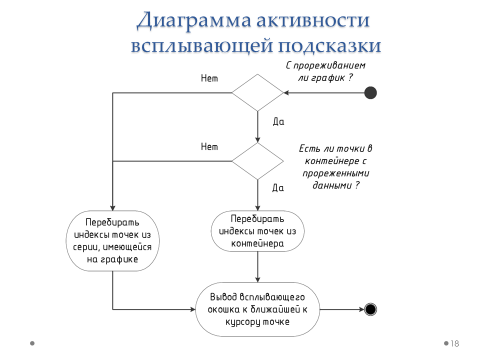 Диаграмма активности
всплывающей подсказки
С прореживанием
ли график ?
Нет
Да
Нет
Есть ли точки в
контейнере с
прореженными
данными ?
Да
Перебирать
индексы точек из
серии, имеющейся
на графике
Перебирать
индексы точек из
контейнера
Вывод всплывающего
окошка к ближайшей к
курсору точке
18